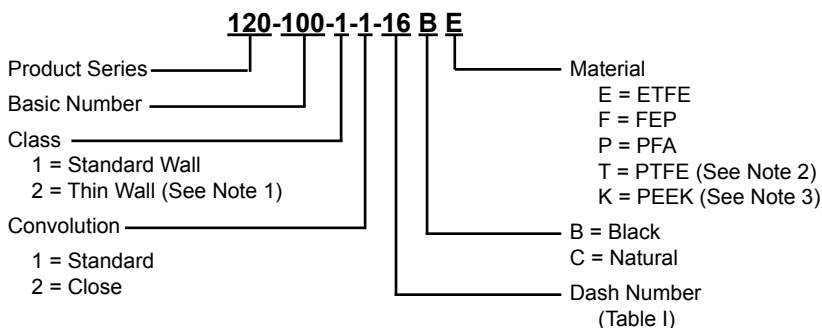 120-100-1-1-16 B E
Product Series
Basic Number
Class
1 = Standard Wall
2 = Thin Wall (See Note 1)
Convolution
1 = Standard
2 = Close
Material
E = ETFE
F = FEP
P = PFA
T = PTFE (See Note 2)
K = PEEK (See Note 3)
B = Black
C = Natural
Dash Number
(Table I)